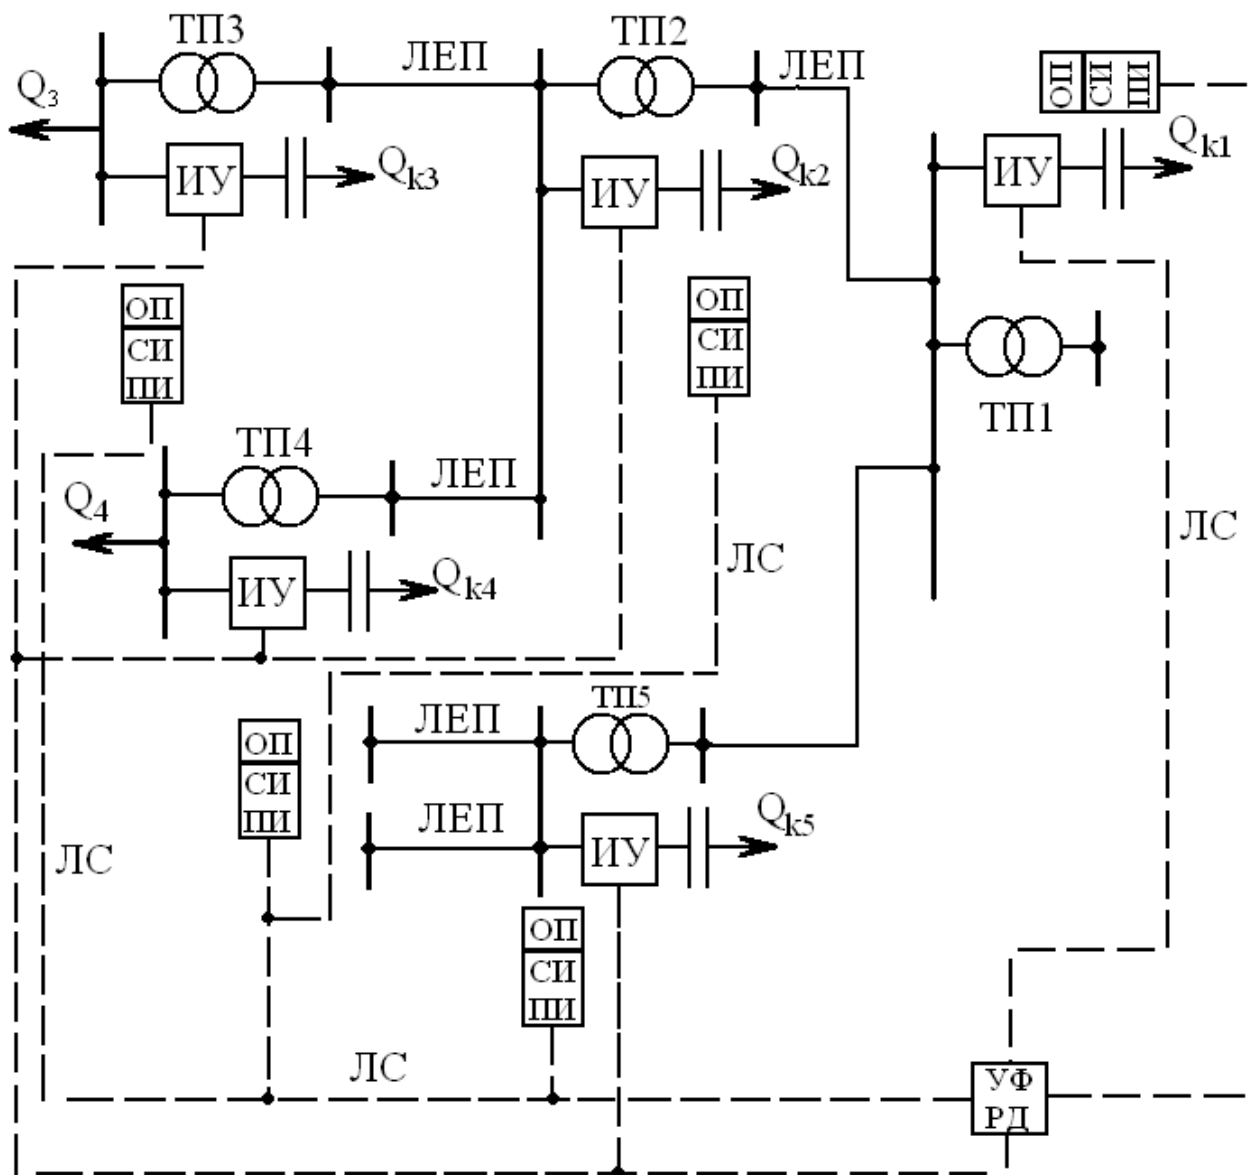 ТП3
ЛЕП
ТП2
ЛЕП
ОП
СИ
ПИ
Q3
ИУ
Qk3
ИУ
Qk2
ИУ
Qk1
ОП
СИ
ПИ
ОП
СИ
ПИ
ТП1
ТП4
ЛЕП
Q4
ИУ
Qk4
ЛС
ЛС
ТП5
ЛЕП
ОП
СИ
ПИ
ЛЕП
ИУ
Qk5
ЛС
ОП
СИ
ПИ
ЛС
УФ
РД